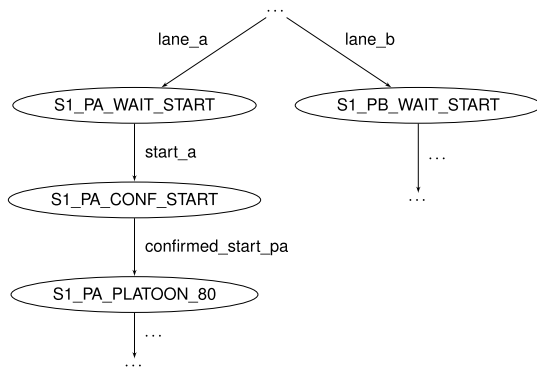 ...
lane_a
lane_b
S1_PA_WAIT_START
S1_PB_WAIT_START
start_a
...
S1_PA_CONF_START
...
confirmed_start_pa
S1_PA_PLATOON_80
...
...